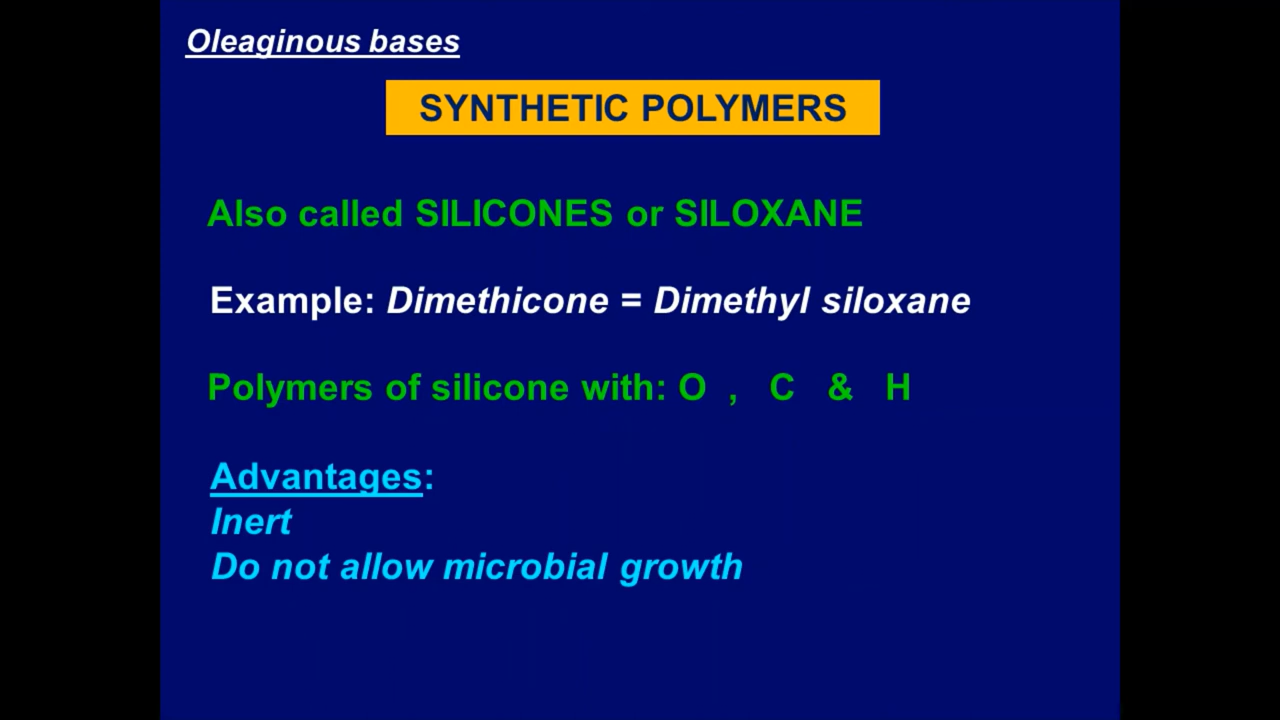 Oleaginous bases
SYNTHETIC POLYMERS
Also called SILICONES or SILOXANE
Example: Dimethicone = Dimethyl siloxane
Polymers of silicone with: O , C & H
Advantages:
Inert
Do not allow microbial growth